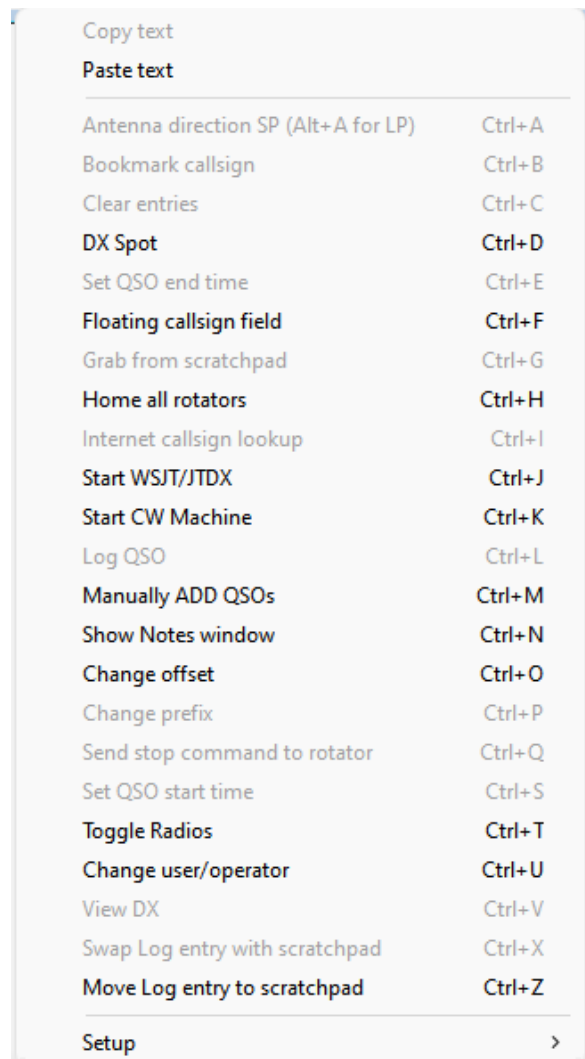 Copy text
Paste text
Antenna direction SP (Alt+A for LP) Ctrl+A
Bookmark callsign Ctrl+B
Clear entries Ctrl+C
DX Spot Ctrl+D
Set QSO end time Ctrl+E
Floating callsign field Ctrl+F
Grab from scratchpad Ctrl+G
Home all rotators Ctrl+H
Internet callsign lookup Ctrl+I
Start WSJT/JTDX Ctrl+J
Start CW Machine Ctrl+K
Log QSO Ctrl+L
Manually ADD QSOs Ctrl+M
Show Notes window Ctrl+N
Change offset Ctrl+O
Change prefix Ctrl+P
Send stop command to rotator Ctrl+Q
Set QSO start time Ctrl+S
Toggle Radios Ctrl+T
Change user/operator Ctrl+U
View DX Ctrl+V
Swap Log entry with scratchpad Ctrl+X
Move Log entry to scratchpad Ctrl+Z
Setup >